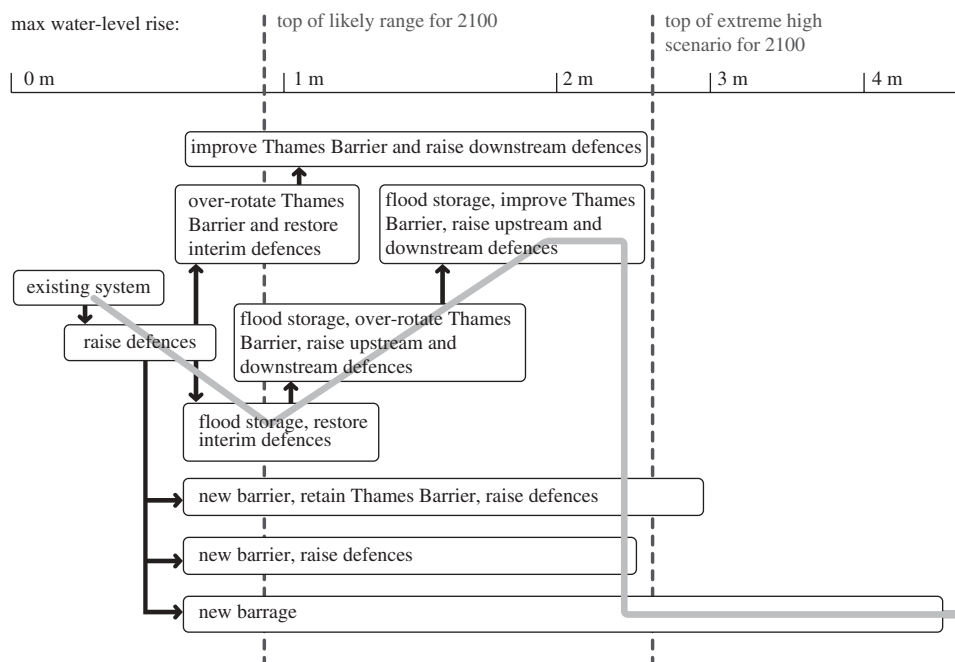 max water-level rise:
top of likely range for 2100
top of extreme high
scenario for 2100
0 m
1 m
2 m
3 m
4 m
improve Thames Barrier and raise downstream defences
over-rotate Thames
Barrier and restore
interim defences
flood storage, improve Thames
Barrier, raise upstream and
downstream defences
existing system
raise defences
flood storage, over-rotate Thames
Barrier, raise upstream and
downstream defences
flood storage, restore
interim defences
new barrier, retain Thames Barrier, raise defences
new barrier, raise defences
new barrage